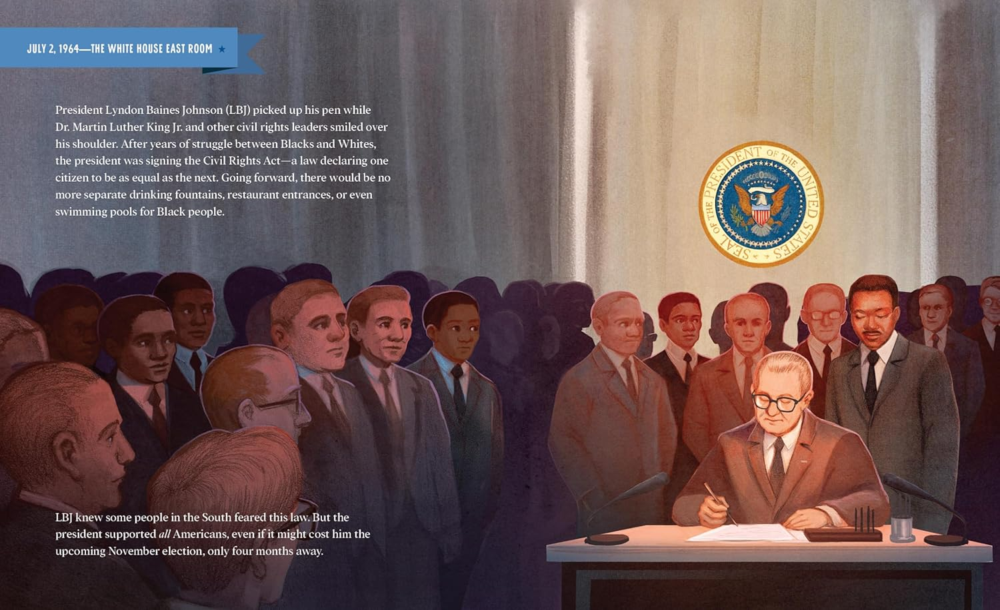 JULY 2, 1964—THE WHITE HOUSE EAST ROOM ★
President Lyndon Baines Johnson (LBJ) picked up his pen while
Dr. Martin Luther King Jr. and other civil rights leaders smiled over
his shoulder. After years of struggle between Blacks and Whites,
the president was signing the Civil Rights Act—a law declaring one
citizen to be as equal as the next. Going forward, there would be no
more separate drinking fountains, restaurant entrances, or even
swimming pools for Black people.
SEAL OF THE PRESIDENT OF THE UNITED STATES
LBJ knew some people in the South feared this law. But the
president supported all Americans, even if it might cost him the
upcoming November election, only four months away.